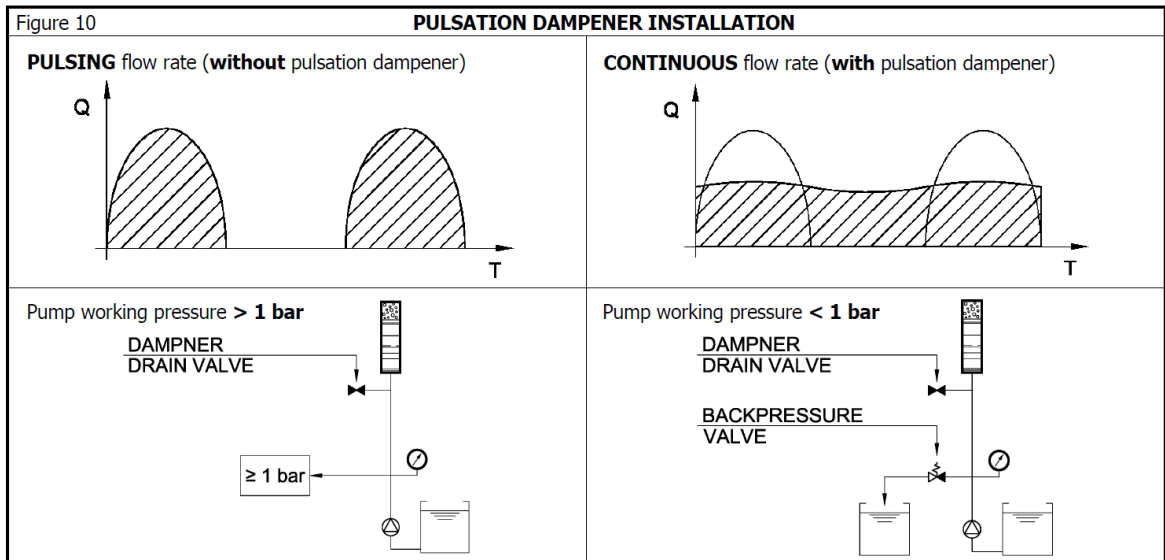 Figure 10
PULSATION DAMPENER INSTALLATION
PULSING flow rate (without pulsation dampener)
Q
T
CONTINUOUS flow rate (with pulsation dampener)
Q
T
Pump working pressure > 1 bar
DAMPNER
DRAIN VALVE
≥ 1 bar
Pump working pressure < 1 bar
DAMPNER
DRAIN VALVE
BACKPRESSURE
VALVE